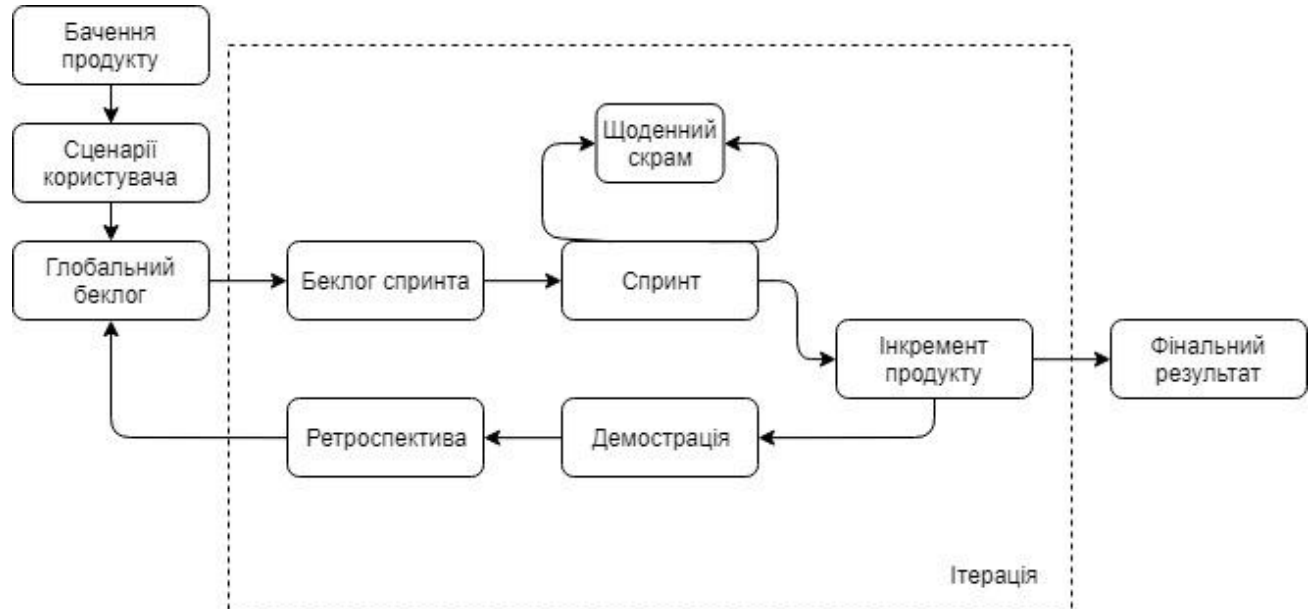 Бачення
продукту
Сценарії
користувача
Глобальний
беклог
Щоденний
скрам
Беклог спринта
Спринт
Інкремент
продукту
Фінальний
результат
Ретроспектива
Демострація
Ітерація